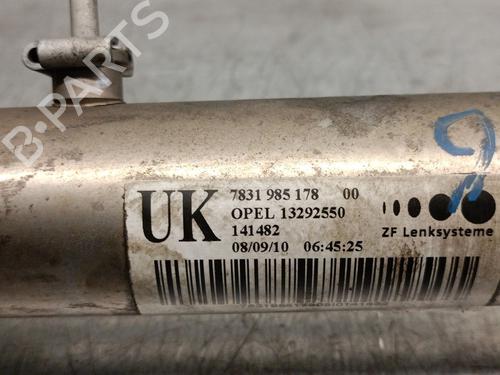 B-PARTS
UK
7831 985 178 00
OPEL 13292550
141482
08/09/10 06:45:25
ZF Lenksysteme